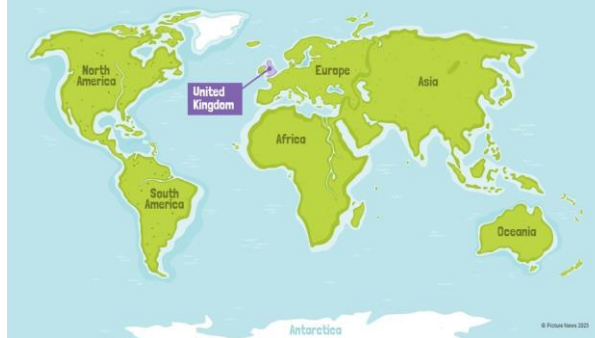 North
America
United
Kingdom
Europe
Asia
Africa
South
America
Oceania
Antarctica
© Picture News 2023